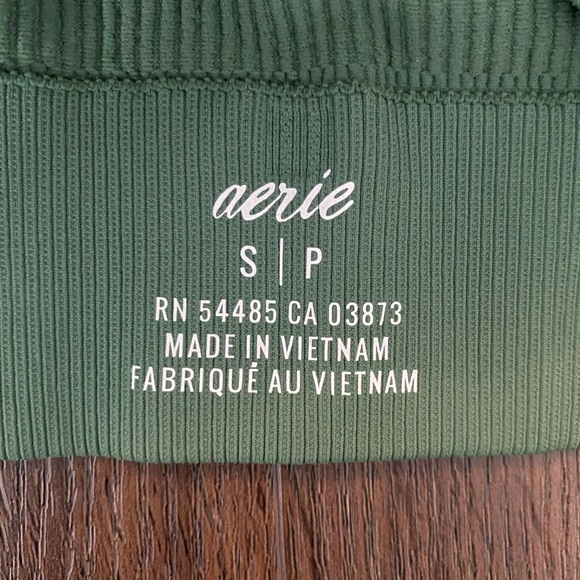 aerie
S | P
RN 54485 CA 03873
MADE IN VIETNAM
FABRIQUÉ AU VIETNAM